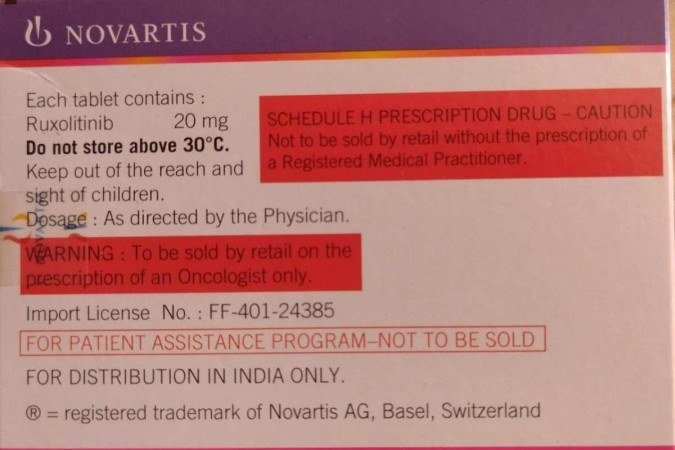 NOVARTIS
Each tablet contains :
Ruxolitinib 20 mg
Do not store above 30°C.
Keep out of the reach and
sight of children.
Dosage : As directed by the Physician.
SCHEDULE H PRESCRIPTION DRUG – CAUTION
Not to be sold by retail without the prescription of
a Registered Medical Practitioner.
WARNING : To be sold by retail on the
prescription of an Oncologist only.
Import License No. : FF-401-24385
FOR PATIENT ASSISTANCE PROGRAM–NOT TO BE SOLD
FOR DISTRIBUTION IN INDIA ONLY.
® = registered trademark of Novartis AG, Basel, Switzerland
NOVARTIS